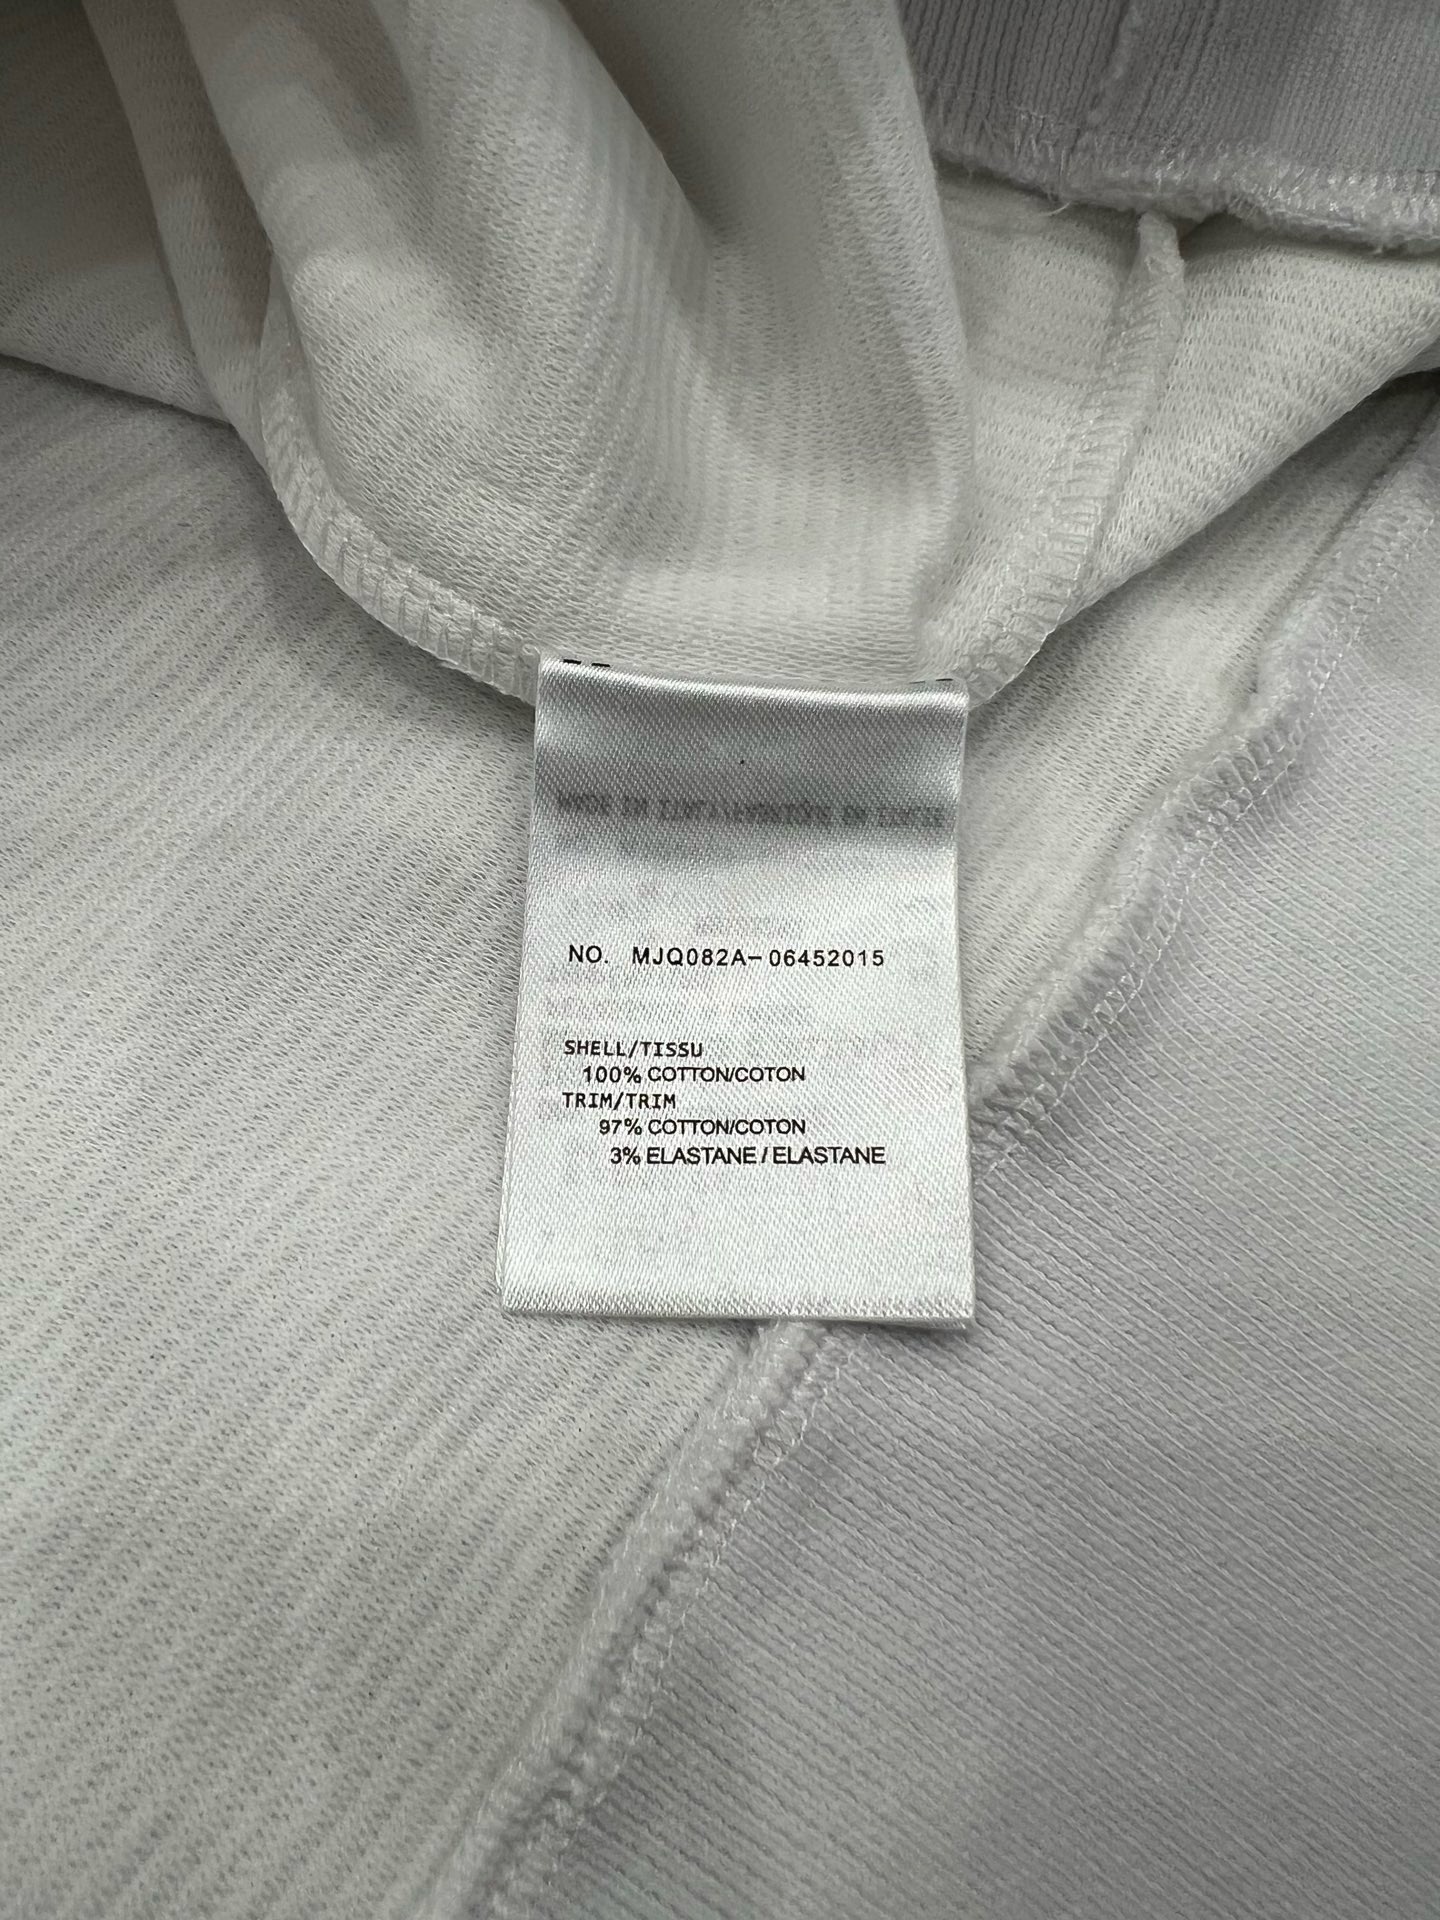 NO. MJQ082A-06452015
SHELL/TISSU
100% COTTON/COTON
TRIM/TRIM
97% COTTON/COTON
3% ELASTANE / ELASTANE